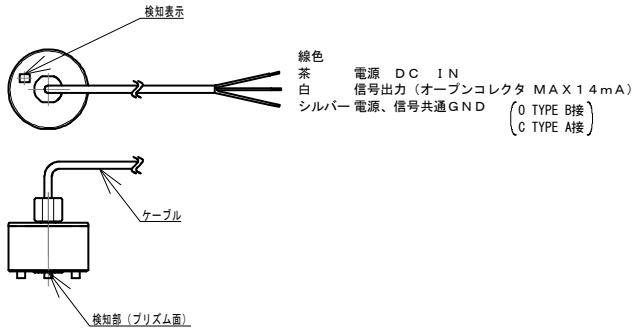 検知表示
線色
茶 電源 DC IN
白 信号出力（オープンコレクタ MAX14mA）
シルバー 電源、信号共通GND
O TYPE B接
C TYPE A接
ケーブル
検知部（プリズム面）